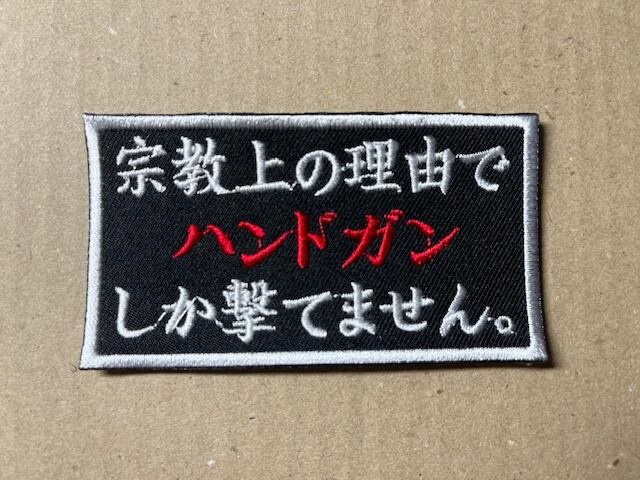 宗教上の理由で
ハンドガン
しか撃てません。